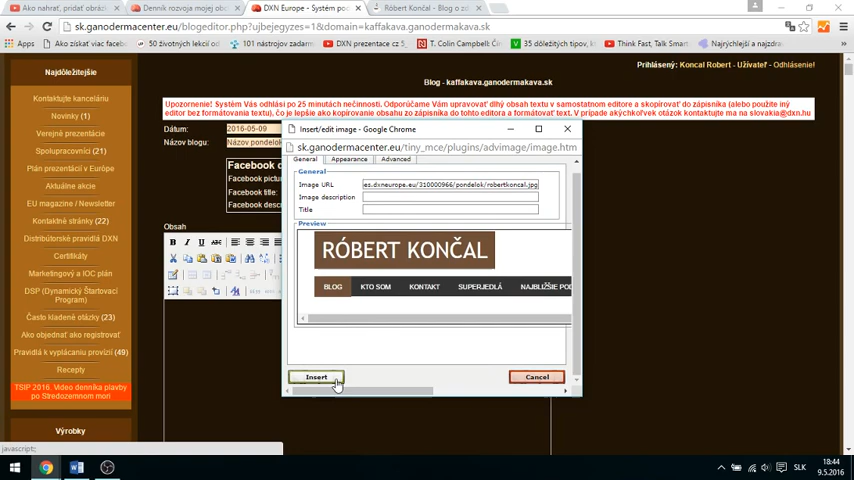 Ako nahrať, pridať obrázi
Denník rozvoja mojej ob
DXN Europe - Systém po
Róbert Končal - Blog o z
sk.ganodermacenter.eu/blogeditor.php?ujbejegyzes=1&domain=kaffakava.ganodermakava.sk
Apps
Ako získať viac faceb
50 životných lekcií od
101 nástrojov zadarm
DXN prezentace cz 5
T. Colin Campbell: Čín
35 dôležitých tipov, k
Think Fast, Talk Smart
Najrýchlejší a najzdra
Prihlásený: Koncal Robert - Užívateľ - Odhlásenie!
Najdôležitejšie
Blog - kaffakava.ganodermakava.sk
Kontaktujte kanceláriu
Novinky (1)
Verejné prezentácie
Spolupracovníci (21)
Plán prezentácií v Európe
Aktuálne akcie
EU magazine / Newsletter
Kontaktné stránky (22)
Distribútorské pravidlá DXN
Certifikáty
Marketingový a IOC plán
DSP (Dynamický Štartovací
Program)
Často kladené otázky (23)
Ako objednať ako registrovať
Pravidlá k vyplácaniu provízií (49)
Recepty
TSIP 2016. Video denníka plavby
po Stredozemnom mori
Výrobky
javascript:;
Upozornenie! Systém Vás odhlási po 25 minutách nečinnosti. Odporúčame Vám upravovať dlhý obsah textu v samostatnom editore a skopírovať do zápisníka (alebo použite iný
bez formátovania textu), čo je lepšie ako kopírovanie obsahu zo zápisníka do tohto editora a formátovať text. V prípade akýchkoľvek otázok kontaktujte ma na slovakia@dxn.hu
Dátum:
2016-05-09
Názov blogu:
Názov pondelo
Facebook
Facebook pictu
Facebook title:
Facebook desc
Obsah
B I U ABC
Insert/edit image - Google Chrome
sk.ganodermacenter.eu/tiny_mce/plugins/advimage/image.htm
General
Appearance
Advanced
General
Image URL
es.dxneurope.eu/310000966/pondelok/robertkoncal.jpg
Image description
Title
Preview
RÓBERT KONČAL
BLOG
KTO SOM
KONTAKT
SUPERJEDLÁ
NAJBLIŽŠIE POD
Insert
Cancel
SLK
18:44
9.5.2016